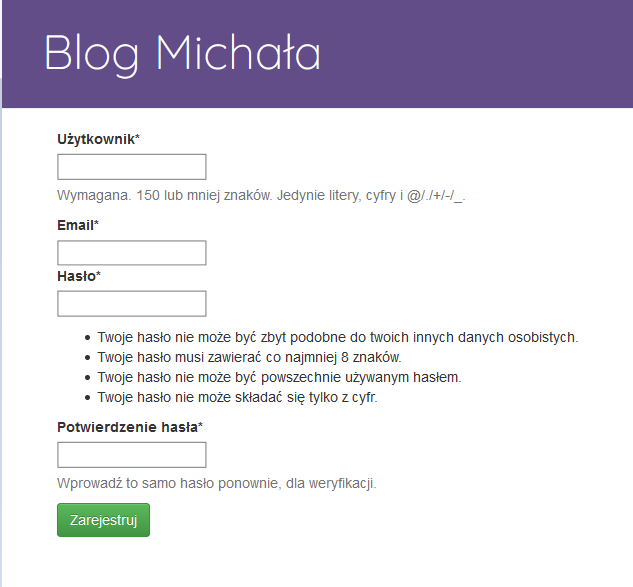 Blog Michała
Użytkownik*
Wymagana. 150 lub mniej znaków. Jedynie litery, cyfry i @/./+/-/_.
Email*
Hasło*
• Twoje hasło nie może być zbyt podobne do twoich innych danych osobistych.
• Twoje hasło musi zawierać co najmniej 8 znaków.
• Twoje hasło nie może być powszechnie używanym hasłem.
• Twoje hasło nie może składać się tylko z cyfr.
Potwierdzenie hasła*
Wprowadź to samo hasło ponownie, dla weryfikacji.
Zarejestruj